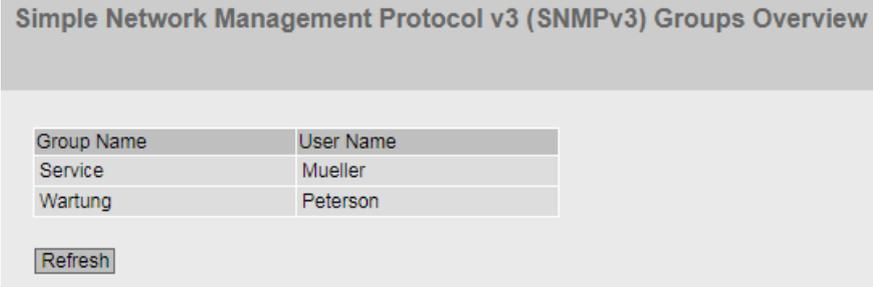 Simple Network Management Protocol v3 (SNMPv3) Groups Overview
Group Name User Name
Service Mueller
Wartung Peterson
Refresh